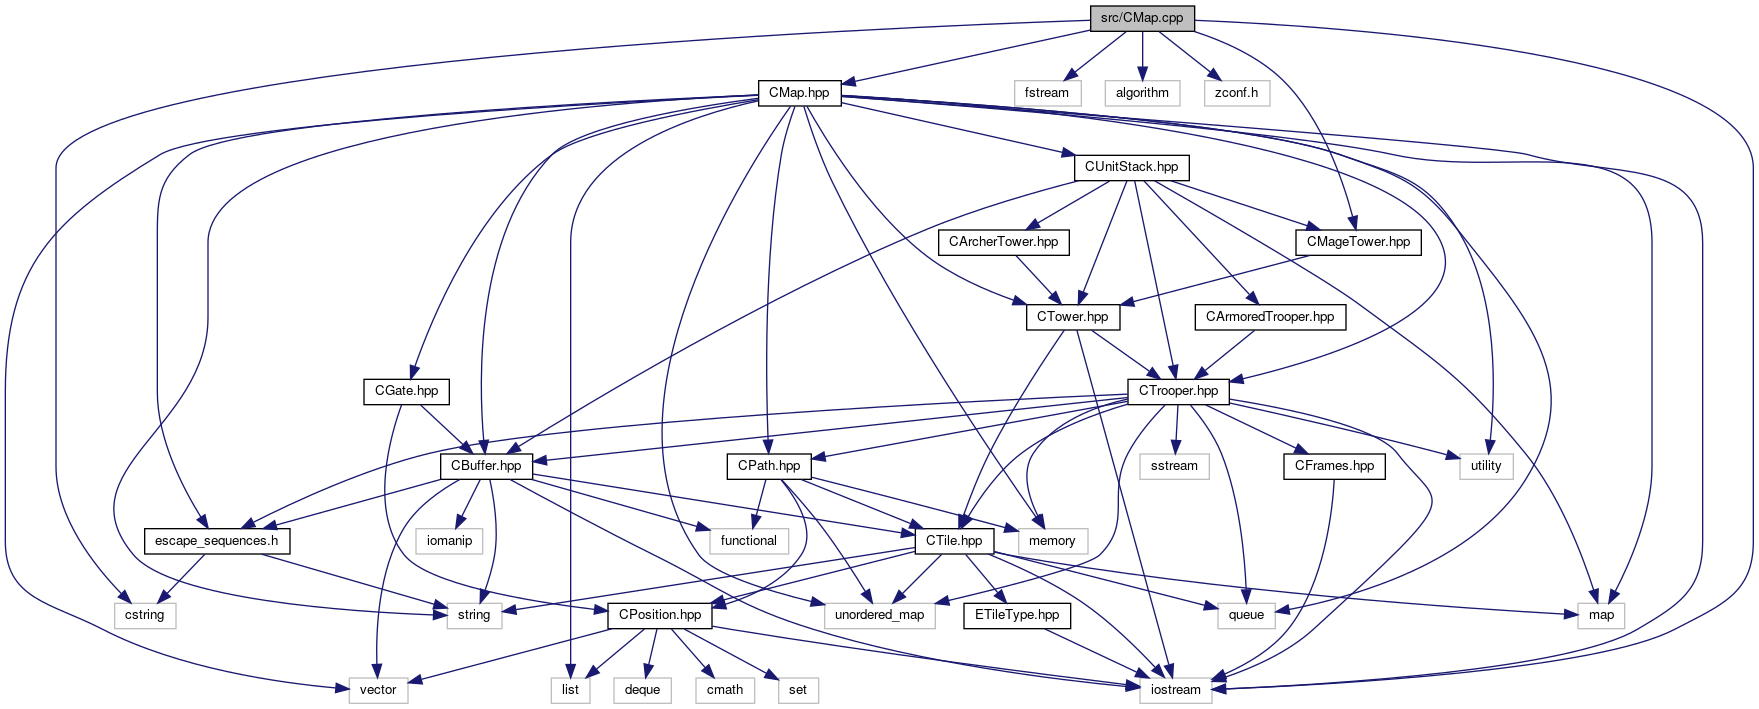 src/CMap.cpp
CMap.hpp
fstream
algorithm
zconf.h
CUnitStack.hpp
CArcherTower.hpp
CMageTower.hpp
CTower.hpp
CArmoredTrooper.hpp
CGate.hpp
CTrooper.hpp
CBuffer.hpp
CPath.hpp
sstream
CFrames.hpp
utility
escape_sequences.h
iomanip
functional
CTile.hpp
memory
cstring
string
CPosition.hpp
unordered_map
ETileType.hpp
queue
map
vector
list
deque
cmath
set
iostream